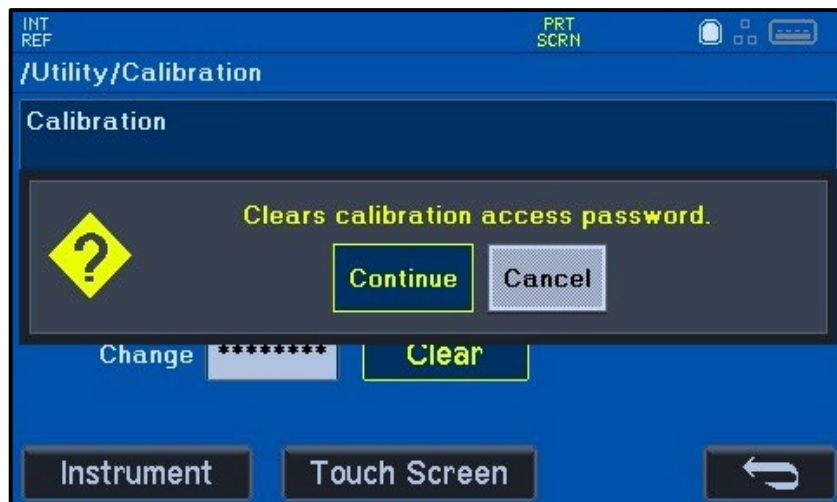 INT
REF
PRT
SCRN
/Utility/Calibration
Calibration
Clears calibration access password.
?
Continue
Cancel
Change
********
Clear
Instrument
Touch Screen